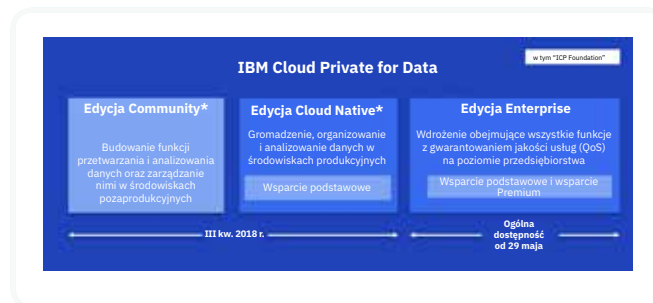 IBM Cloud Private for Data
w tym "ICP Foundation"
Edycja Community*
Budowanie funkcji
przetwarzania i analizowania
danych oraz zarządzanie
nimi w środowiskach
pozaprodukcyjnych
Edycja Cloud Native*
Gromadzenie, organizowanie
i analizowanie danych w
środowiskach produkcyjnych
Wsparcie podstawowe
Edycja Enterprise
Wdrożenie obejmujące wszystkie funkcje
z gwarantowaniem jakości usług (QoS)
na poziomie przedsiębiorstwa
Wsparcie podstawowe i wsparcie
Premium
III kw. 2018 r.
Ogólna
dostępność
od 29 maja